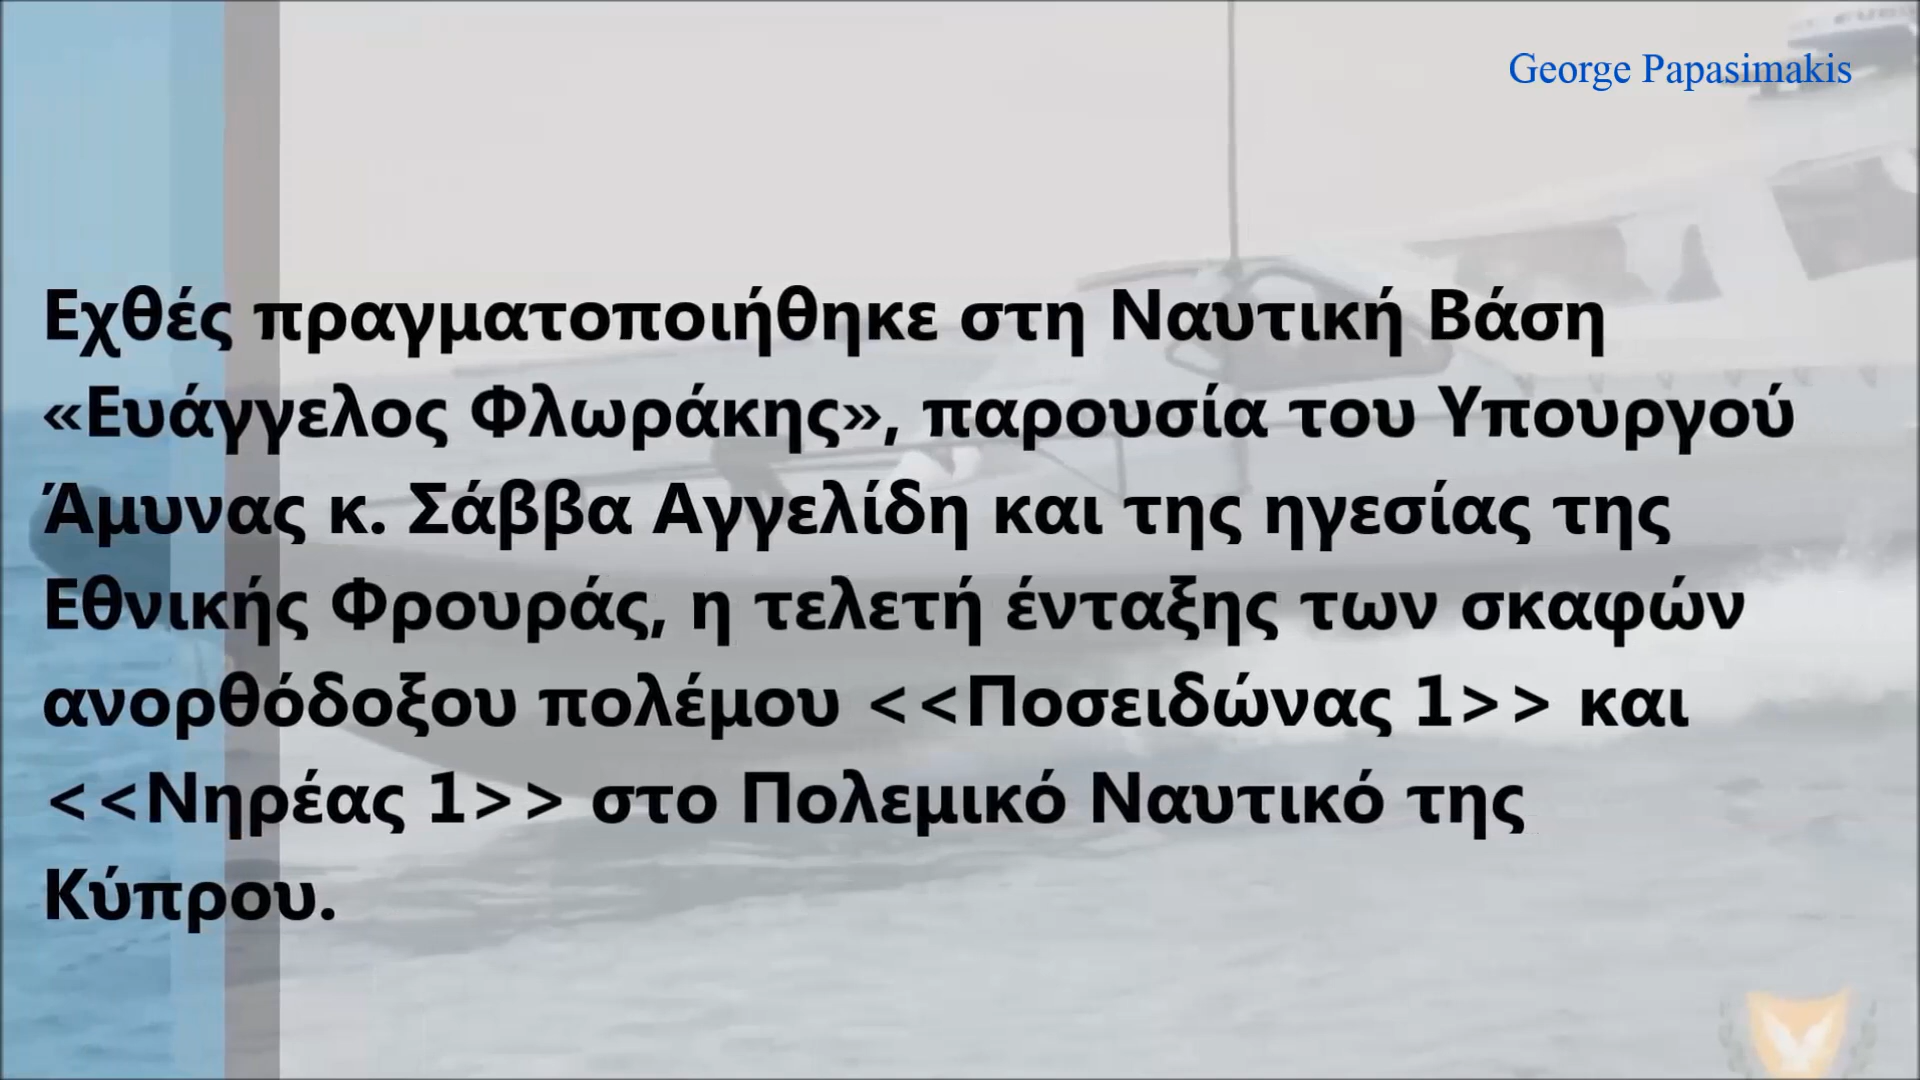 George Papasimakis
Εχθές πραγματοποιήθηκε στη Ναυτική Βάση
«Ευάγγελος Φλωράκης», παρουσία του Υπουργού
Άμυνας κ. Σάββα Αγγελίδη και της ηγεσίας της
Εθνικής Φρουράς, η τελετή ένταξης των σκαφών
ανορθόδοξου πολέμου <<Ποσειδώνας 1>> και
<<Νηρέας 1>> στο Πολεμικό Ναυτικό της
Κύπρου.